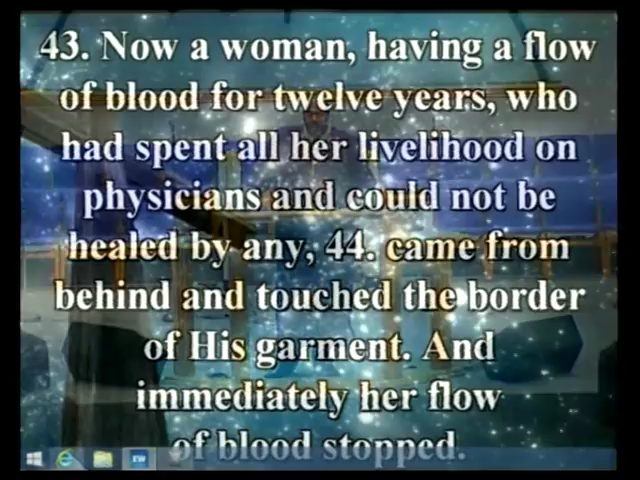 43. Now a woman, having a flow
of blood for twelve years, who
had spent all her livelihood on
physicians and could not be
healed by any, 44. came from
behind and touched the border
of His garment. And
immediately her flow
of blood stopped.
EW